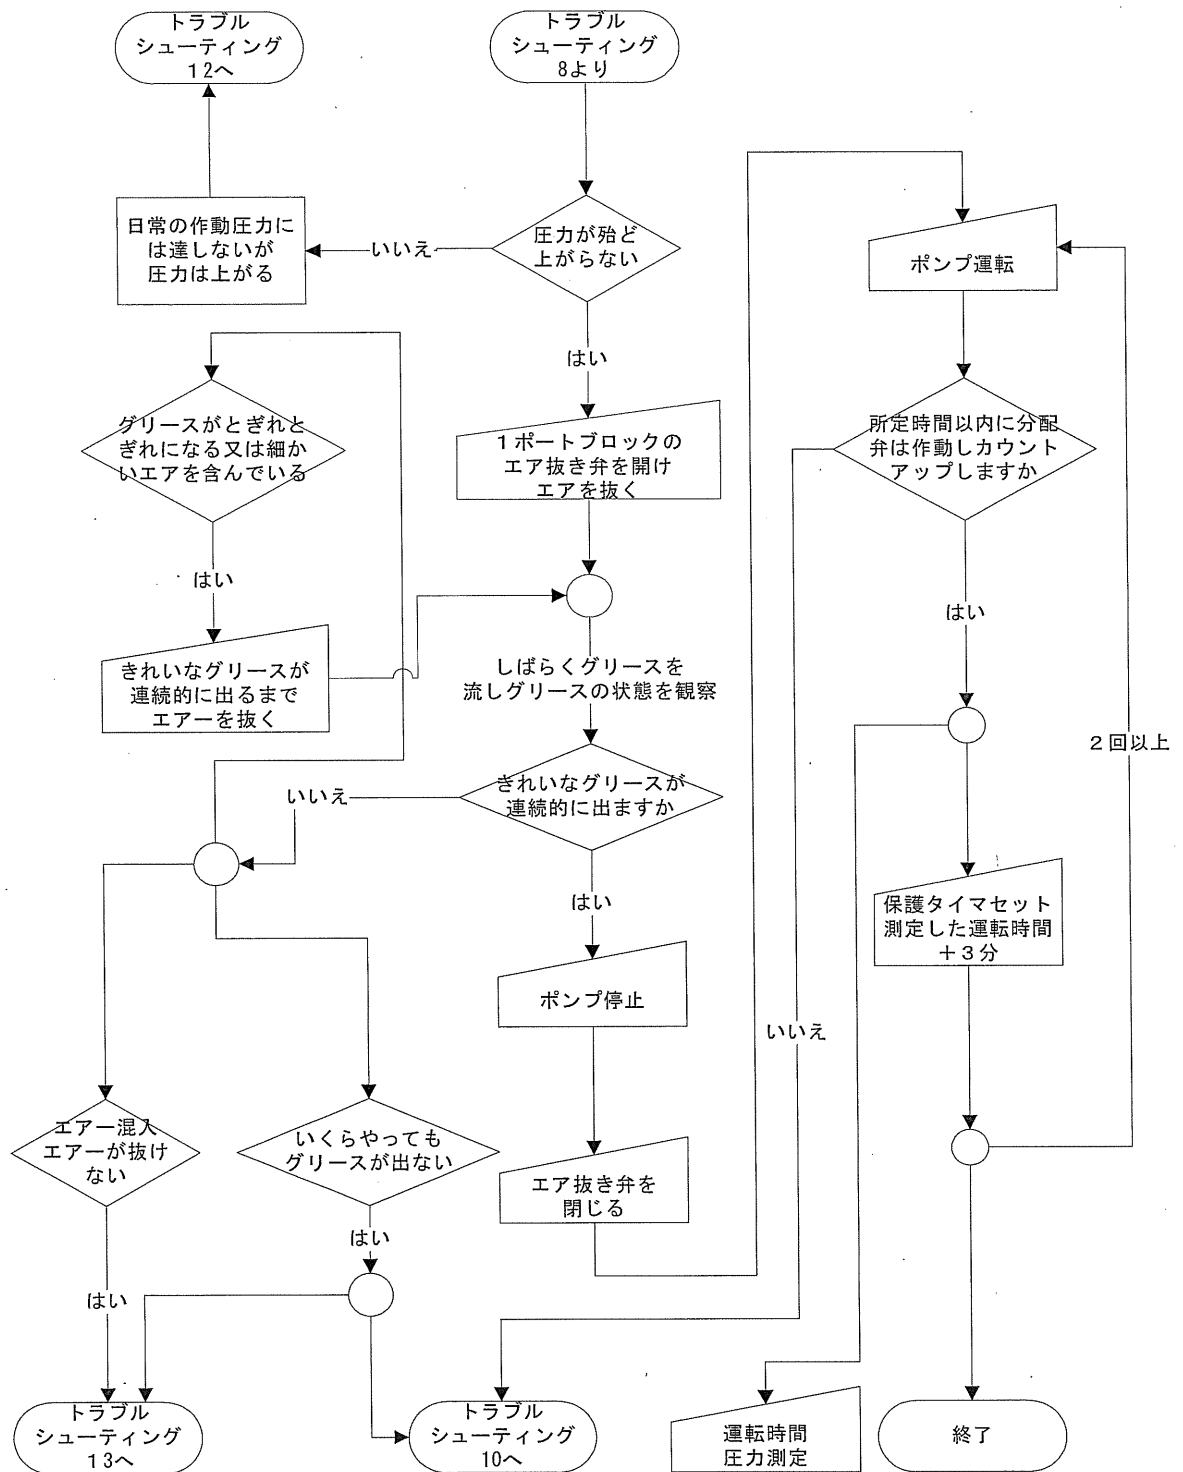 トラブル
シューティング
12へ
トラブル
シューティング
8より
日常の作動圧力に
は達しないが
圧力は上がる
いいえ
圧力が殆ど
上がらない
はい
ポンプ運転
グリースがとぎれと
ぎれになる又は細か
いエアを含んでいる
はい
1ポートブロックの
エア抜き弁を開け
エアを抜く
所定時間以内に分配
弁は作動しカウント
アップしますか
はい
きれいなグリースが
連続的に出るまで
エアーを抜く
しばらくグリースを
流しグリースの状態を観察
2回以上
いいえ
きれいなグリースが
連続的に出ますか
はい
保護タイマセット
測定した運転時間
+3分
ポンプ停止
いいえ
エアー混入
エアーが抜け
ない
いくらやっても
グリースが出ない
エア抜き弁を
閉じる
はい
はい
トラブル
シューティング
13へ
トラブル
シューティング
10へ
運転時間
圧力測定
終了